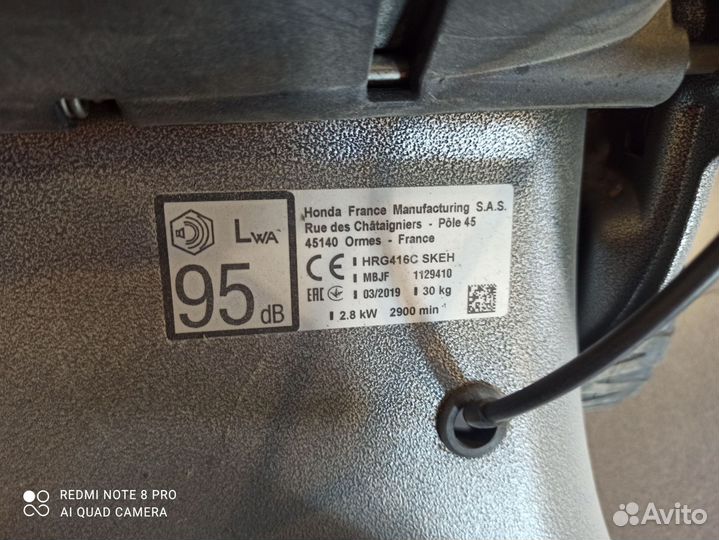 LWA
95 dB
Honda France Manufacturing S.A.S.
Rue des Châtaigniers - Pôle 45
45140 Ormes - France
CE HRG416C SKEH
MBJF 1129410
EAC 03/2019 30 kg
2.8 kW 2900 min⁻
REDMI NOTE 8 PRO
AI QUAD CAMERA
Avito